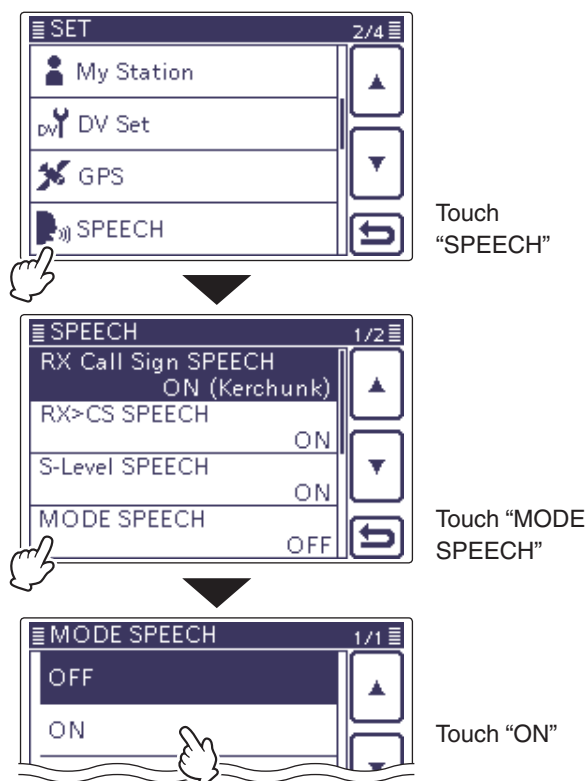 SET 2/4
My Station
DV DV Set
GPS
SPEECH
Touch
“SPEECH”
SPEECH 1/2
RX Call Sign SPEECH
ON (Kerchunk)
RX>CS SPEECH
ON
S-Level SPEECH
ON
MODE SPEECH
OFF
Touch “MODE
SPEECH”
MODE SPEECH 1/1
OFF
ON
Touch “ON”